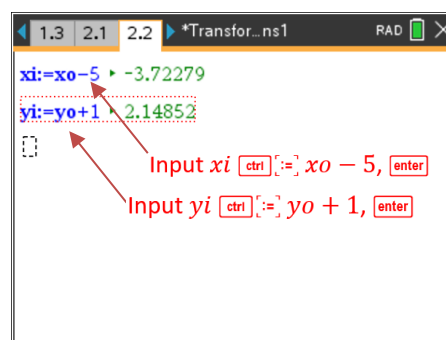 1.3 2.1 2.2 *Transfor…ns1 RAD
xi:=xo−5 ▸ −3.72279
yi:=yo+1 ▸ 2.14852
Input xi ctrl [:=] xo − 5, enter
Input yi ctrl [:=] yo + 1, enter